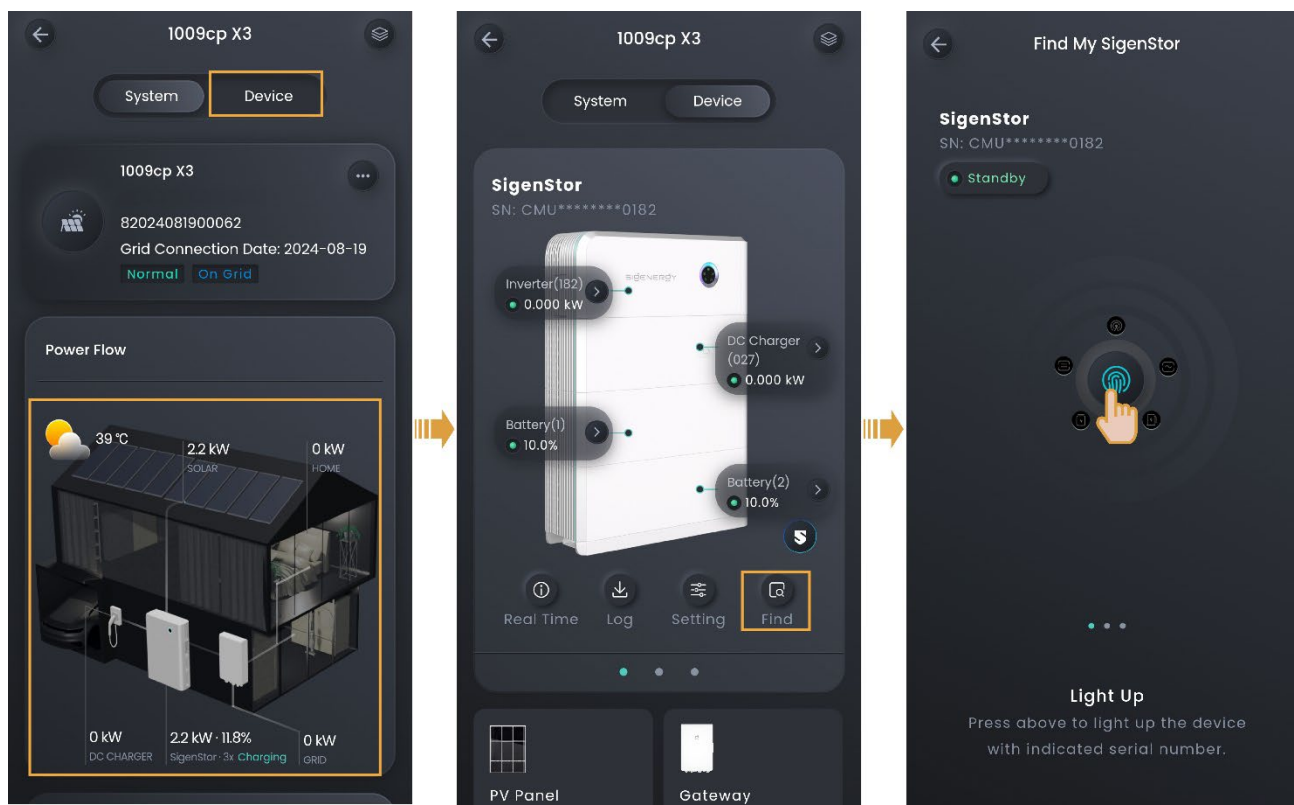 1009cp X3
System
Device
1009cp X3
82024081900062
Grid Connection Date: 2024-08-19
Normal
On Grid
Power Flow
39 °C
2.2 kW
SOLAR
0 kW
HOME
0 kW
DC CHARGER
2.2 kW · 11.8%
SigenStor · 3x Charging
0 kW
GRID
1009cp X3
System
Device
SigenStor
SN: CMU********0182
SIGENERGY
Inverter(182)
0.000 kW
DC Charger
(027)
0.000 kW
Battery(1)
10.0%
Battery(2)
10.0%
Real Time
Log
Setting
Find
PV Panel
Gateway
Find My SigenStor
SigenStor
SN: CMU********0182
Standby
Light Up
Press above to light up the device
with indicated serial number.